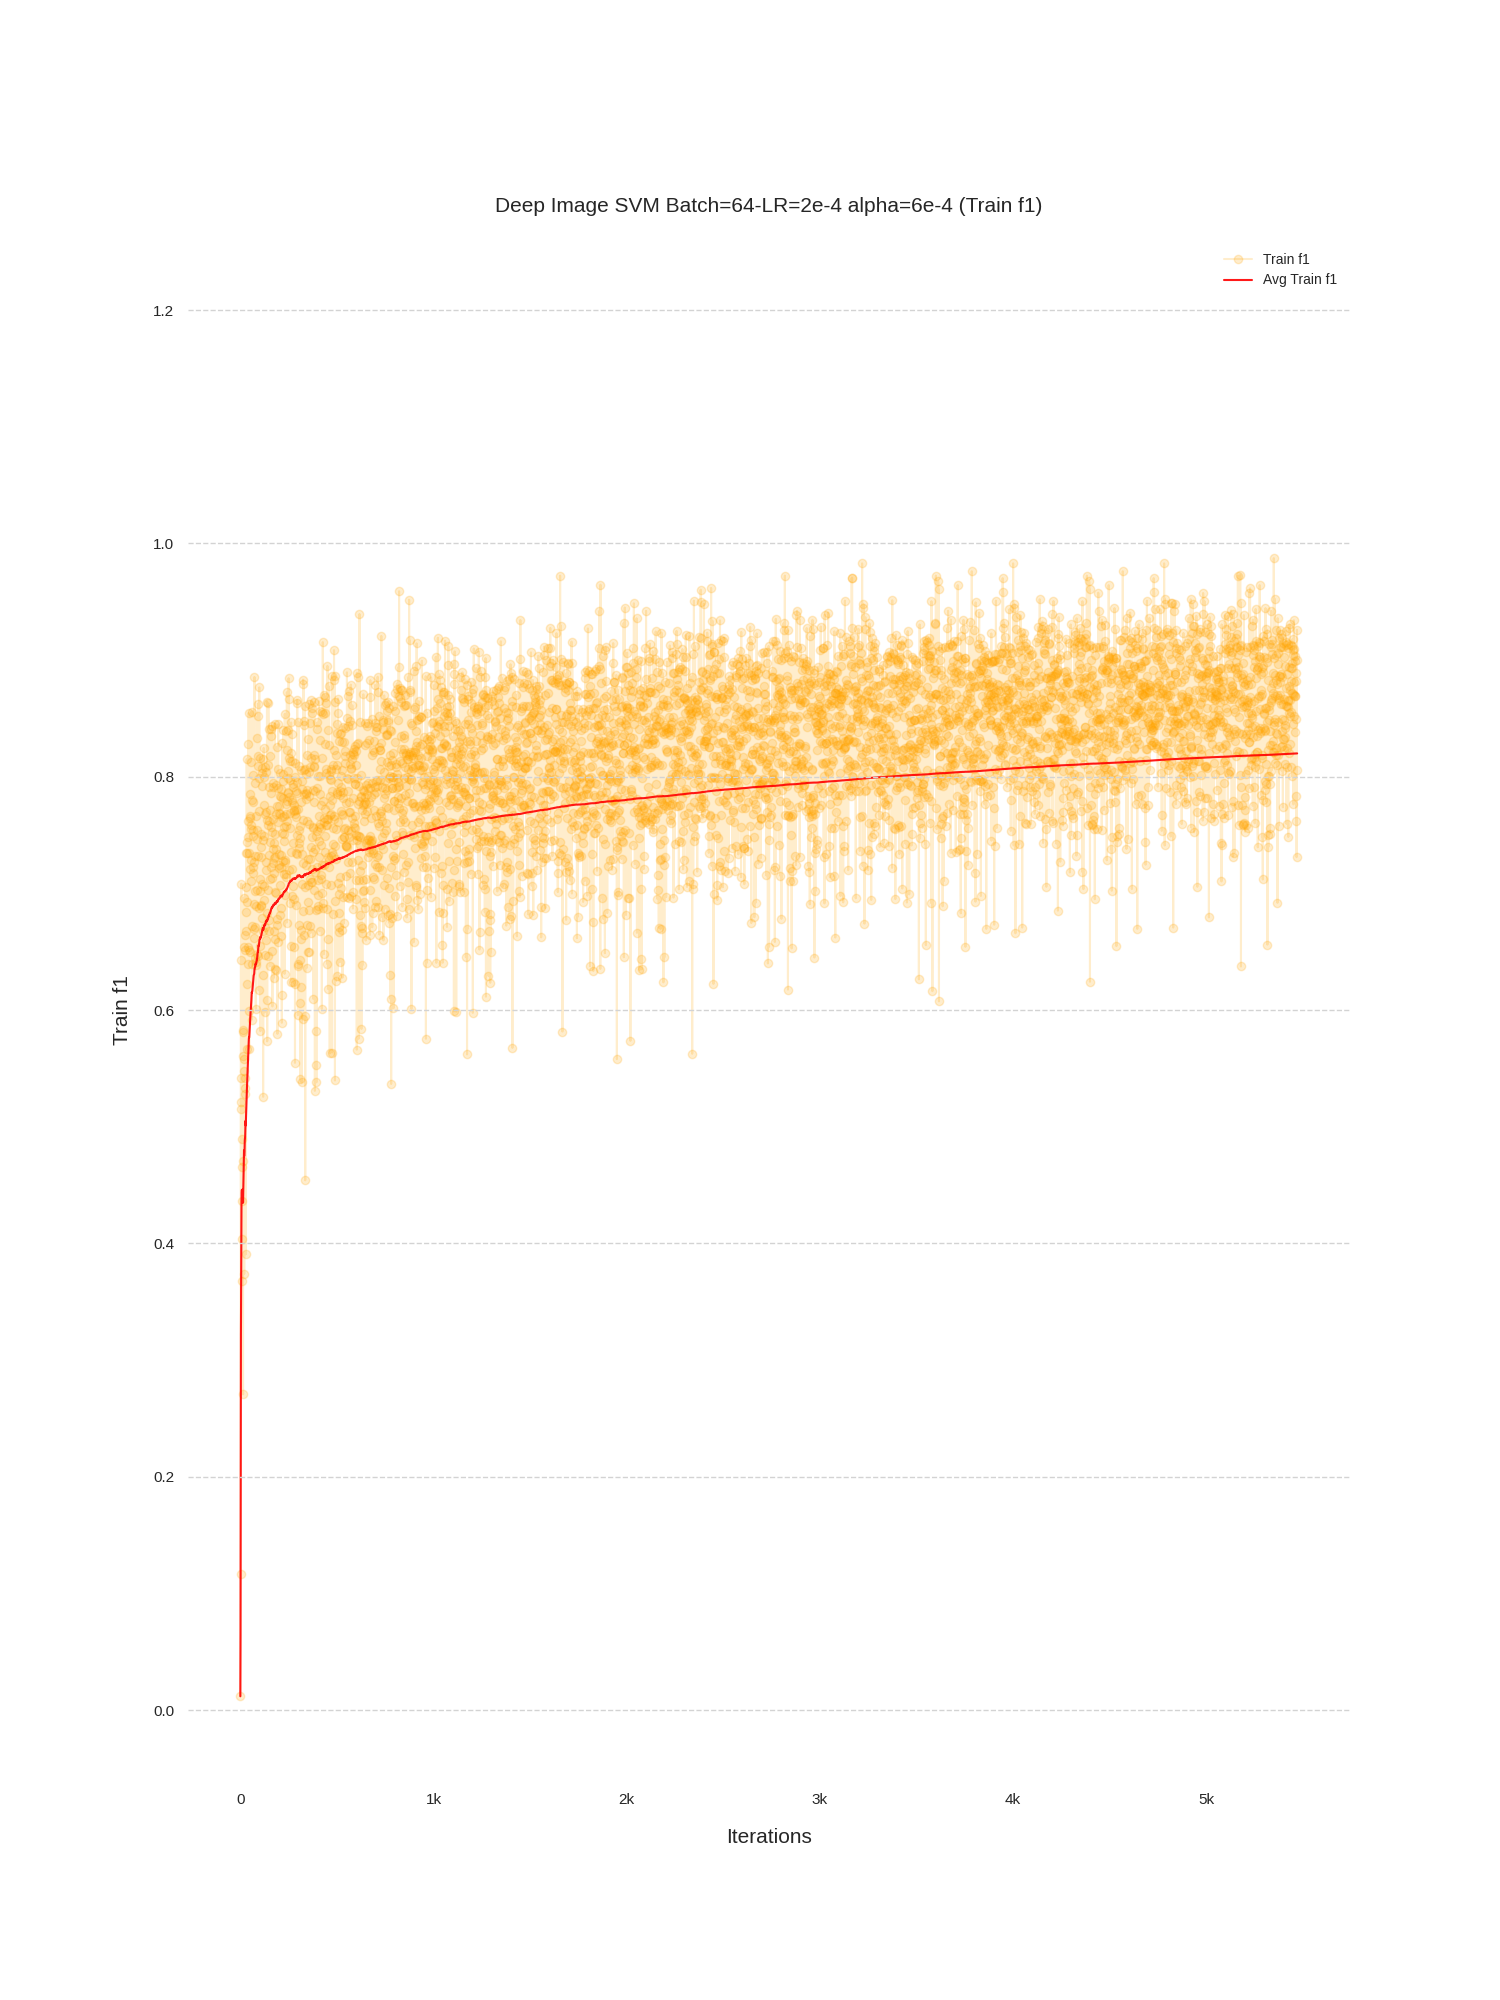 Deep Image SVM Batch=64-LR=2e-4 alpha=6e-4 (Train f1)
Train f1
Avg Train f1
1.2
1.0
0.8
0.6
0.4
0.2
0.0
Train f1
0 1k 2k 3k 4k 5k
Iterations